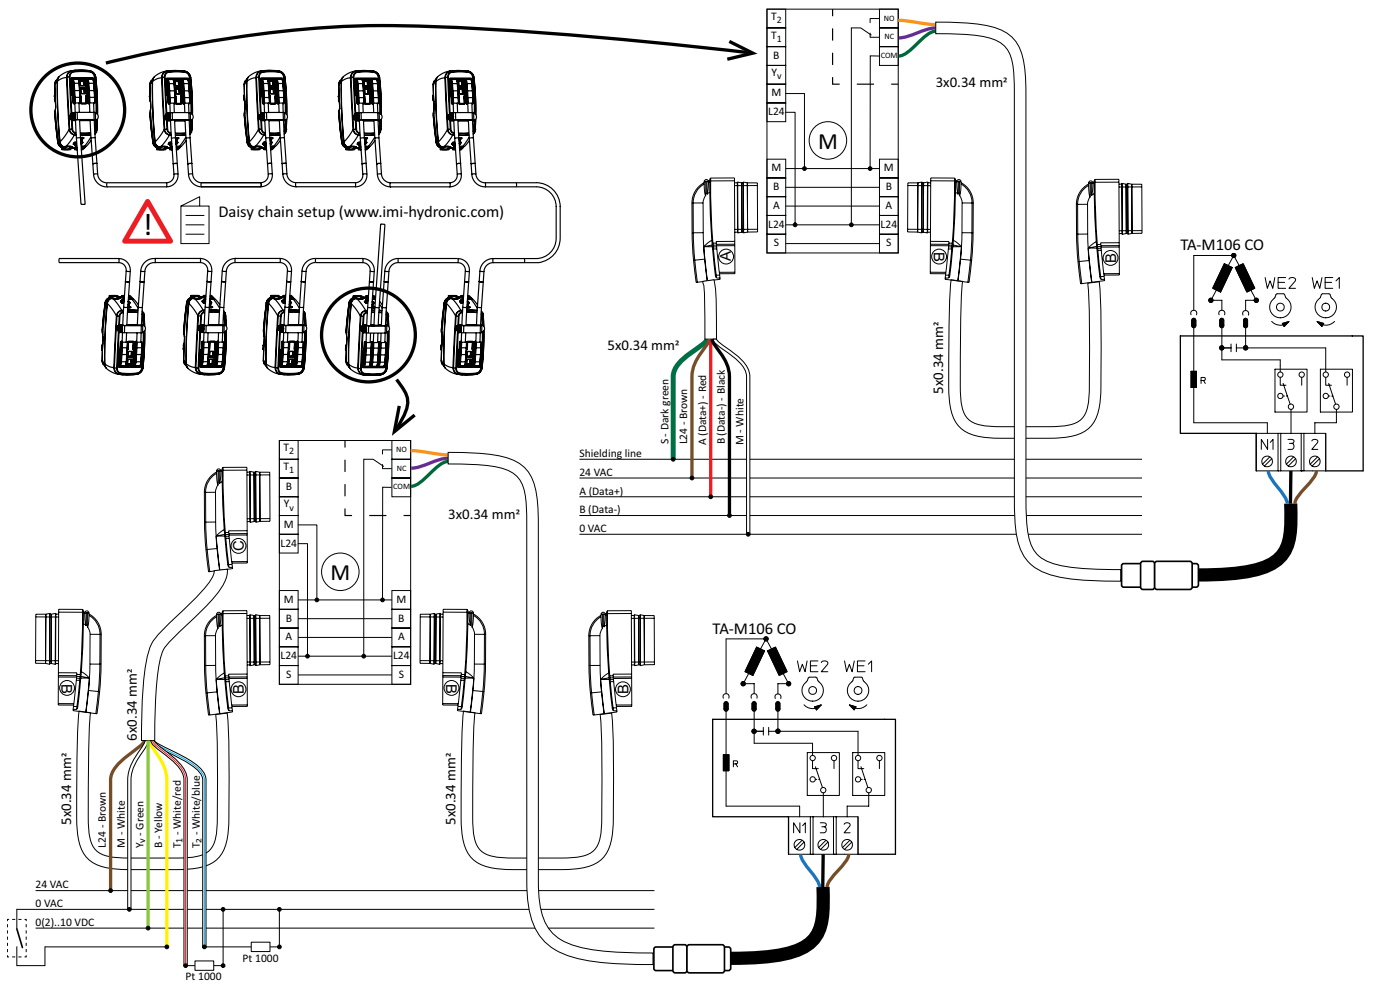 Daisy chain setup (www.imi-hydronic.com)
T2
T1
B
Yv
M
L24
NO
NC
COM
3x0.34 mm²
M
M
B
A
L24
S
M
B
A
L24
S
A
B
B
5x0.34 mm²
5x0.34 mm²
S - Dark green
L24 - Brown
A (Data+) - Red
B (Data-) - Black
M - White
Shielding line
24 VAC
A (Data+)
B (Data-)
0 VAC
TA-M106 CO
WE2
WE1
R
N1
3
2
T2
T1
B
Yv
M
L24
NO
NC
COM
3x0.34 mm²
M
M
B
A
L24
S
M
B
A
L24
S
C
B
B
B
B
6x0.34 mm²
5x0.34 mm²
5x0.34 mm²
L24 - Brown
M - White
Yv - Green
B - Yellow
T1 - White/red
T2 - White/blue
24 VAC
0 VAC
0(2)..10 VDC
Pt 1000
Pt 1000
TA-M106 CO
WE2
WE1
R
N1
3
2